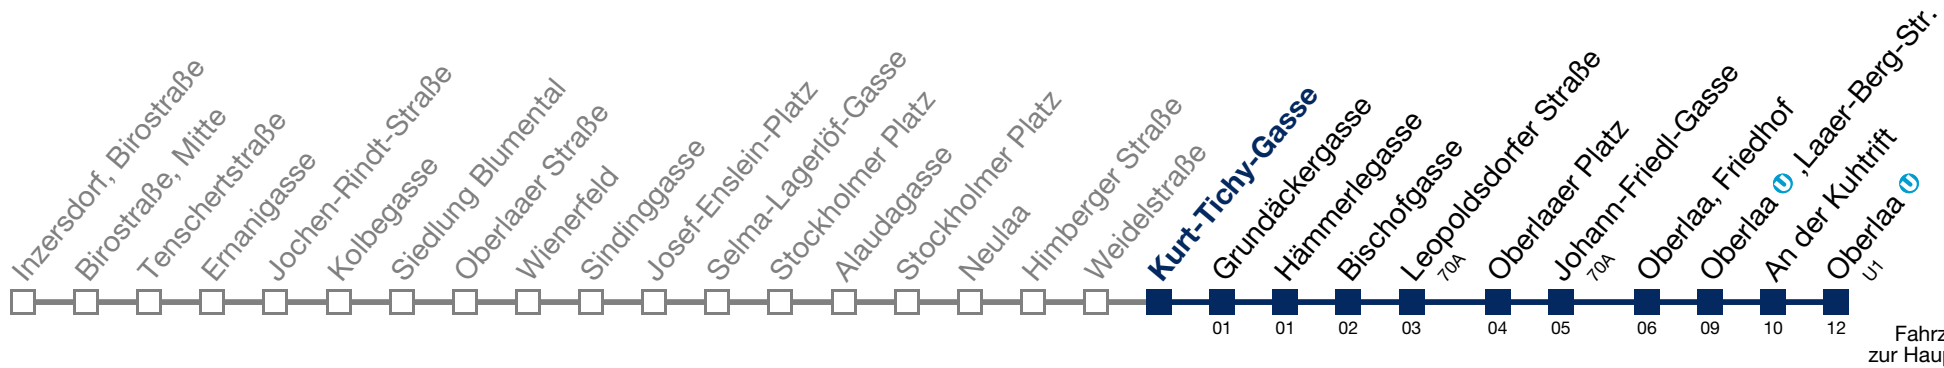 Inzersdorf, Birostraße
Birostraße, Mitte
Tenschertstraße
Ernanigasse
Jochen-Rindt-Straße
Kolbegasse
Siedlung Blumental
Oberlaaer Straße
Wienerfeld
Sindinggasse
Josef-Enslein-Platz
Selma-Lagerlöf-Gasse
Stockholmer Platz
Alaudagasse
Stockholmer Platz
Neulaa
Himberger Straße
Weidelstraße
Kurt-Tichy-Gasse
Grundäckergasse
Hämmerlegasse
Bischofgasse
Leopoldsdorfer Straße
70A
Oberlaaer Platz
Johann-Friedl-Gasse
70A
Oberlaa, Friedhof
Oberlaa U ,Laaer-Berg-Str.
An der Kuhtrift
Oberlaa U
U1
01 01 02 03 04 05 06 09 10 12
Fahrz
zur Haup